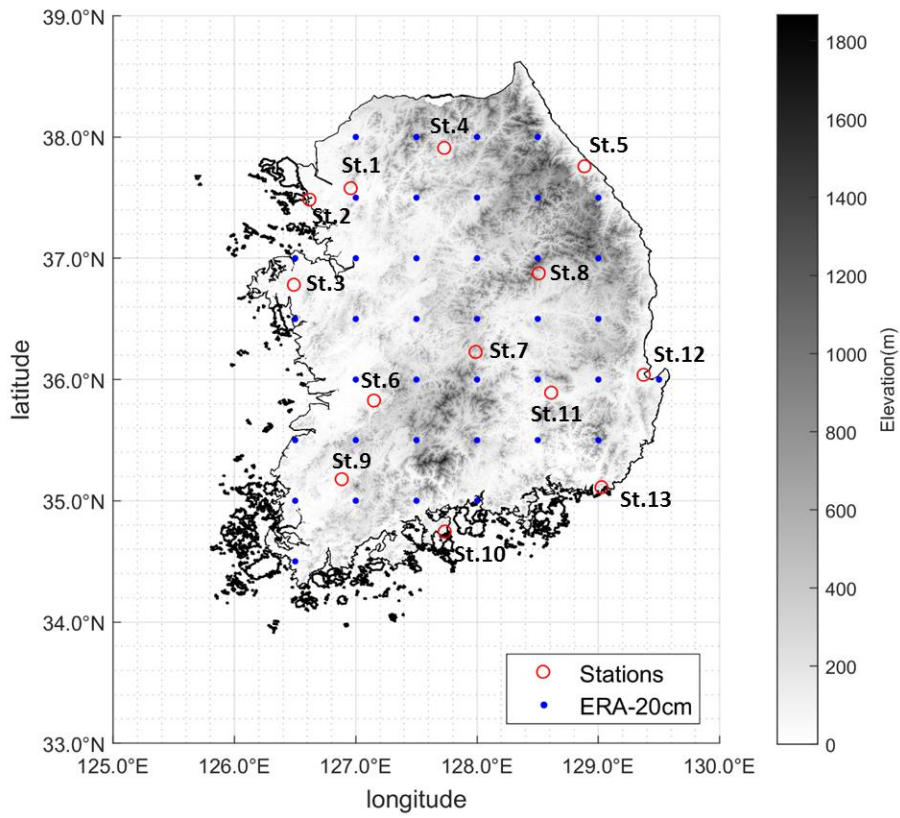 39.0°N
38.0°N
37.0°N
36.0°N
35.0°N
34.0°N
33.0°N
latitude
125.0°E
126.0°E
127.0°E
128.0°E
129.0°E
130.0°E
longitude
St.4
St.5
St.1
St.2
St.3
St.8
St.7
St.12
St.6
St.11
St.9
St.13
St.10
Stations
ERA-20cm
1800
1600
1400
1200
1000
800
600
400
200
0
Elevation(m)